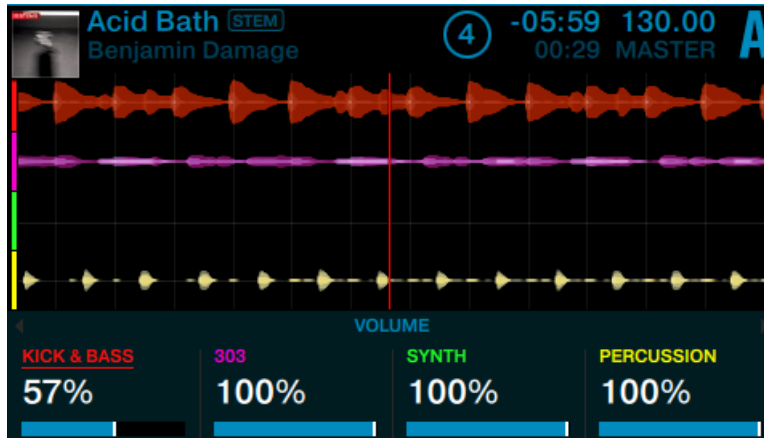 Acid Bath STEM
Benjamin Damage
4
-05:59 130.00
00:29 MASTER
A
VOLUME
KICK & BASS 303 SYNTH PERCUSSION
57% 100% 100% 100%